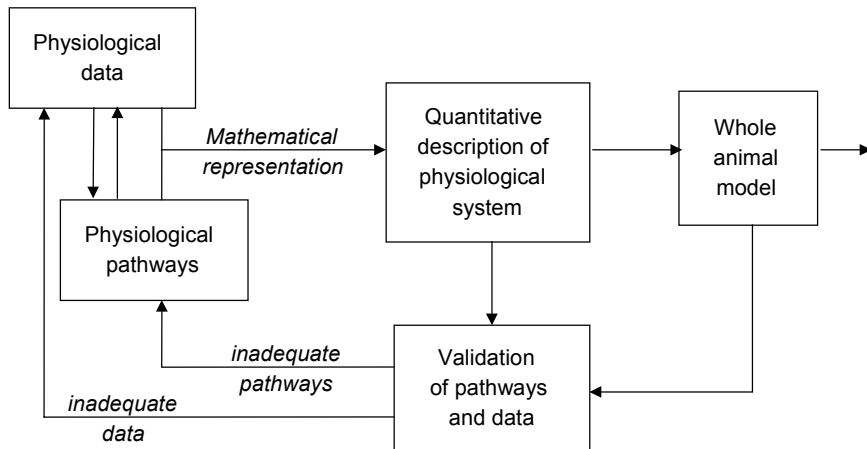 Physiological
data
Mathematical
representation
Quantitative
description of
physiological
system
Whole
animal
model
Physiological
pathways
inadequate
pathways
Validation
of pathways
and data
inadequate
data